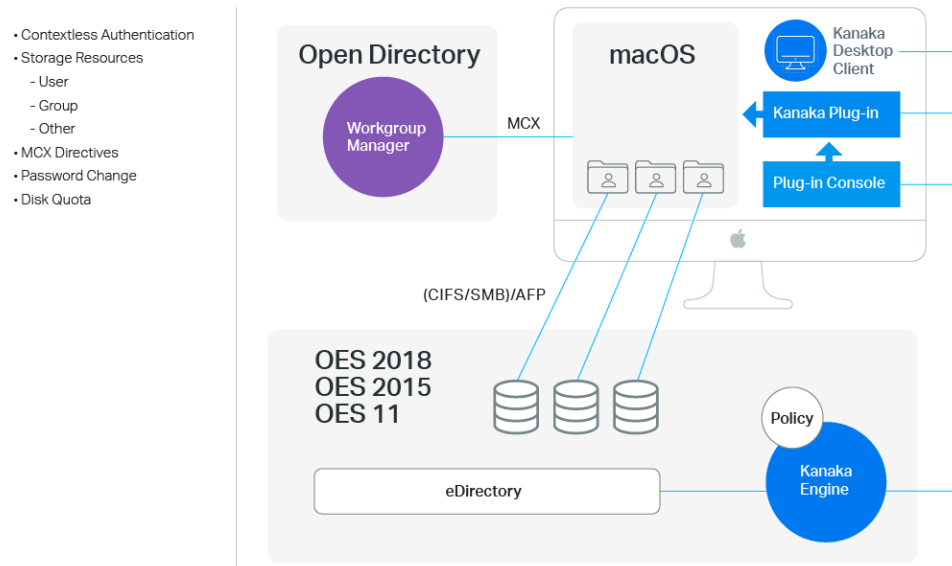 • Contextless Authentication
• Storage Resources
- User
- Group
- Other
• MCX Directives
• Password Change
• Disk Quota
Open Directory
Workgroup
Manager
MCX
macOS
Kanaka
Desktop
Client
Kanaka Plug-in
Plug-in Console
(CIFS/SMB)/AFP
OES 2018
OES 2015
OES 11
eDirectory
Policy
Kanaka
Engine